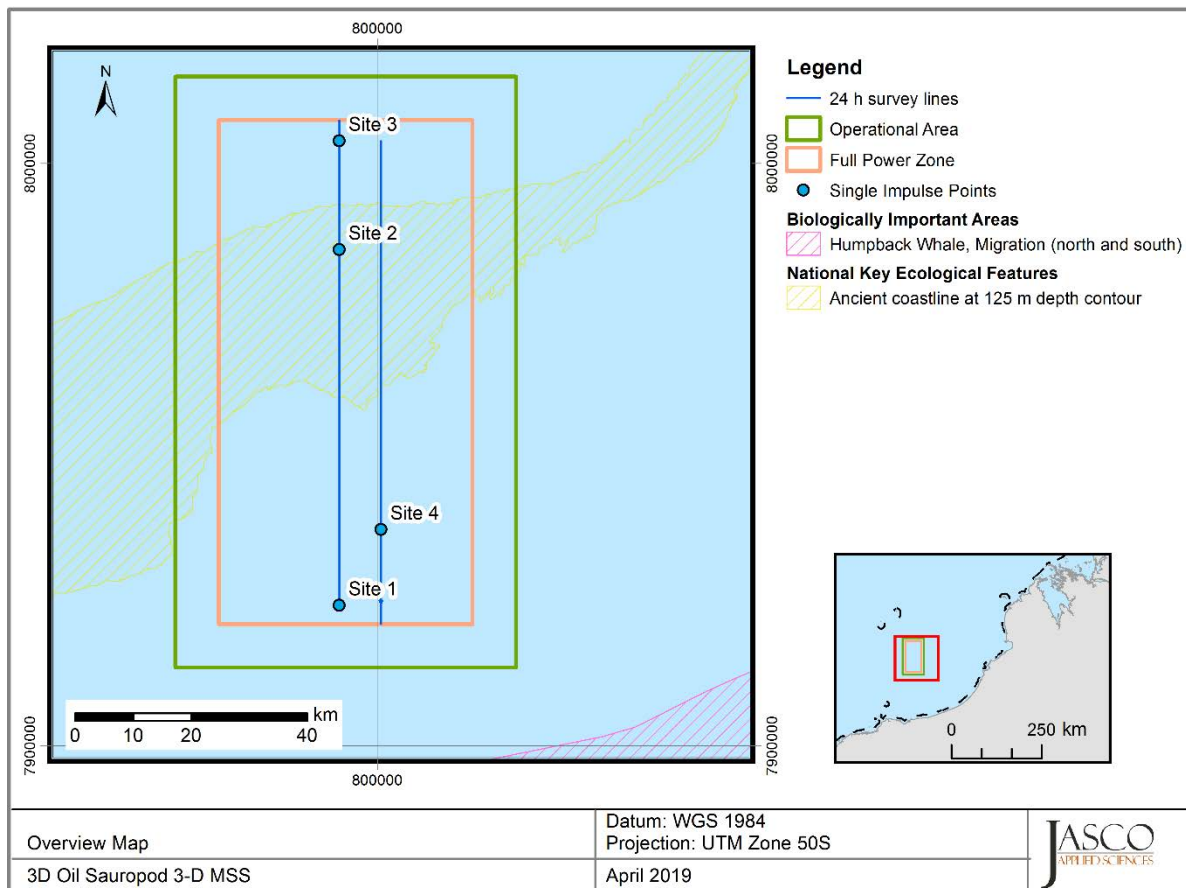 800000
N
8000000
8000000
Site 3
Site 2
Site 4
Site 1
km
0 10 20 40
7900000
7900000
800000
Legend
24 h survey lines
Operational Area
Full Power Zone
Single Impulse Points
Biologically Important Areas
Humpback Whale, Migration (north and south)
National Key Ecological Features
Ancient coastline at 125 m depth contour
0 250 km
Overview Map
3D Oil Sauropod 3-D MSS
Datum: WGS 1984
Projection: UTM Zone 50S
April 2019
JASCO
APPLIED SCIENCES